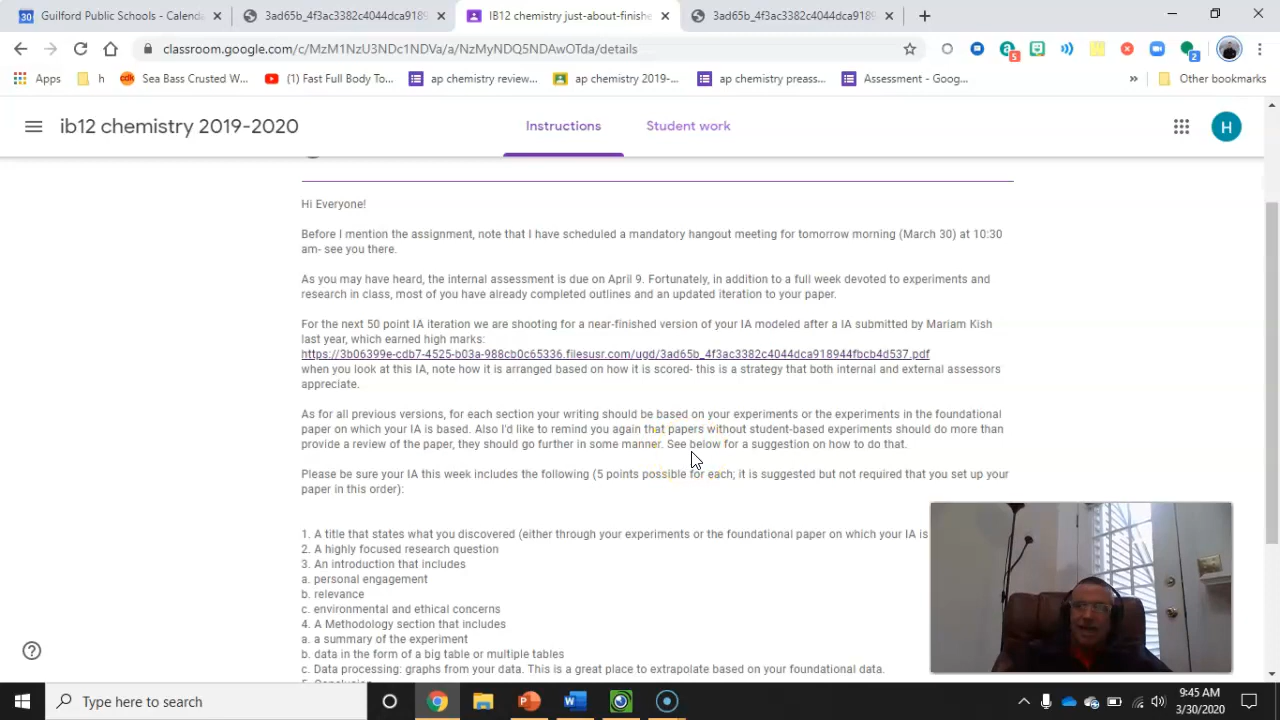 30 Guilford Public Schools - Calenda
3ad65b_4f3ac3382c4044dca9189
IB12 chemistry just-about-finishe
3ad65b_4f3ac3382c4044dca9189
classroom.google.com/c/MzM1NzU3NDc1NDVa/a/NzMyNDQ5NDAwOTda/details
5
2
Apps
h
cdk Sea Bass Crusted W...
(1) Fast Full Body To...
ap chemistry review...
ap chemistry 2019-...
ap chemistry preass...
Assessment - Goog...
»
Other bookmarks
ib12 chemistry 2019-2020
Instructions
Student work
H
Hi Everyone!
Before I mention the assignment, note that I have scheduled a mandatory hangout meeting for tomorrow morning (March 30) at 10:30
am- see you there.
As you may have heard, the internal assessment is due on April 9. Fortunately, in addition to a full week devoted to experiments and
research in class, most of you have already completed outlines and an updated iteration to your paper.
For the next 50 point IA iteration we are shooting for a near-finished version of your IA modeled after a IA submitted by Mariam Kish
last year, which earned high marks:
https://3b06399e-cdb7-4525-b03a-988cb0c65336.filesusr.com/ugd/3ad65b_4f3ac3382c4044dca918944fbcb4d537.pdf
when you look at this IA, note how it is arranged based on how it is scored- this is a strategy that both internal and external assessors
appreciate.
As for all previous versions, for each section your writing should be based on your experiments or the experiments in the foundational
paper on which your IA is based. Also I'd like to remind you again that papers without student-based experiments should do more than
provide a review of the paper, they should go further in some manner. See below for a suggestion on how to do that.
Please be sure your IA this week includes the following (5 points possible for each; it is suggested but not required that you set up your
paper in this order):
1. A title that states what you discovered (either through your experiments or the foundational paper on which your IA is
2. A highly focused research question
3. An introduction that includes
a. personal engagement
b. relevance
c. environmental and ethical concerns
4. A Methodology section that includes
a. a summary of the experiment
b. data in the form of a big table or multiple tables
c. Data processing: graphs from your data. This is a great place to extrapolate based on your foundational data.
Type here to search
9:45 AM
3/30/2020